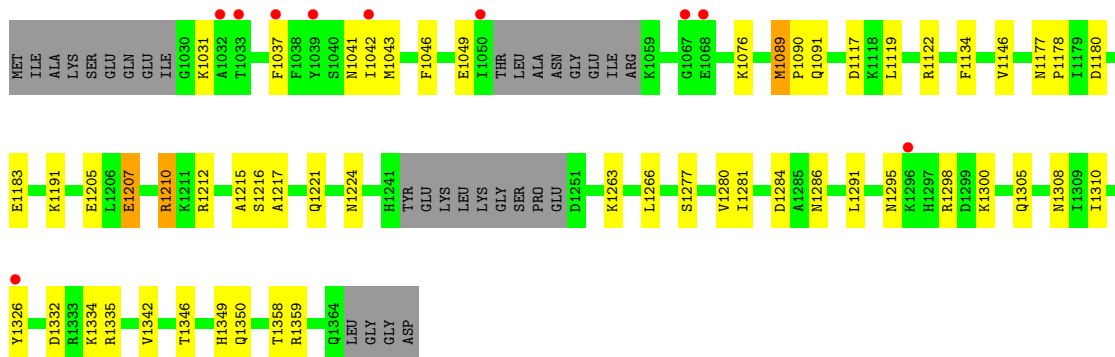 MET ILE ALA LYS SER GLU GLN GLU ILE G1030 K1031 A1032 T1033 F1037 F1038 Y1039 S1040 N1041 I1042 M1043 F1046 E1049 I1050 THR LEU ALA ASN GLY GLU ILE ARG K1059 G1067 E1068 K1076 M1089 P1090 Q1091 D1117 K1118 L1119 R1122 F1134 V1146 N1177 P1178 I1179 D1180
E1183 K1191 E1205 L1206 E1207 R1210 K1211 R1212 A1215 S1216 A1217 Q1221 N1224 H1241 TYR GLU LYS LEU LYS GLY SER PRO GLU D1251 K1263 L1266 S1277 V1280 I1281 D1284 A1285 N1286 L1291 N1295 K1296 H1297 R1298 D1299 K1300 Q1305 N1308 I1309 I1310
Y1326 D1332 R1333 K1334 R1335 V1342 T1346 H1349 Q1350 T1358 R1359 Q1364 LEU GLY GLY ASP